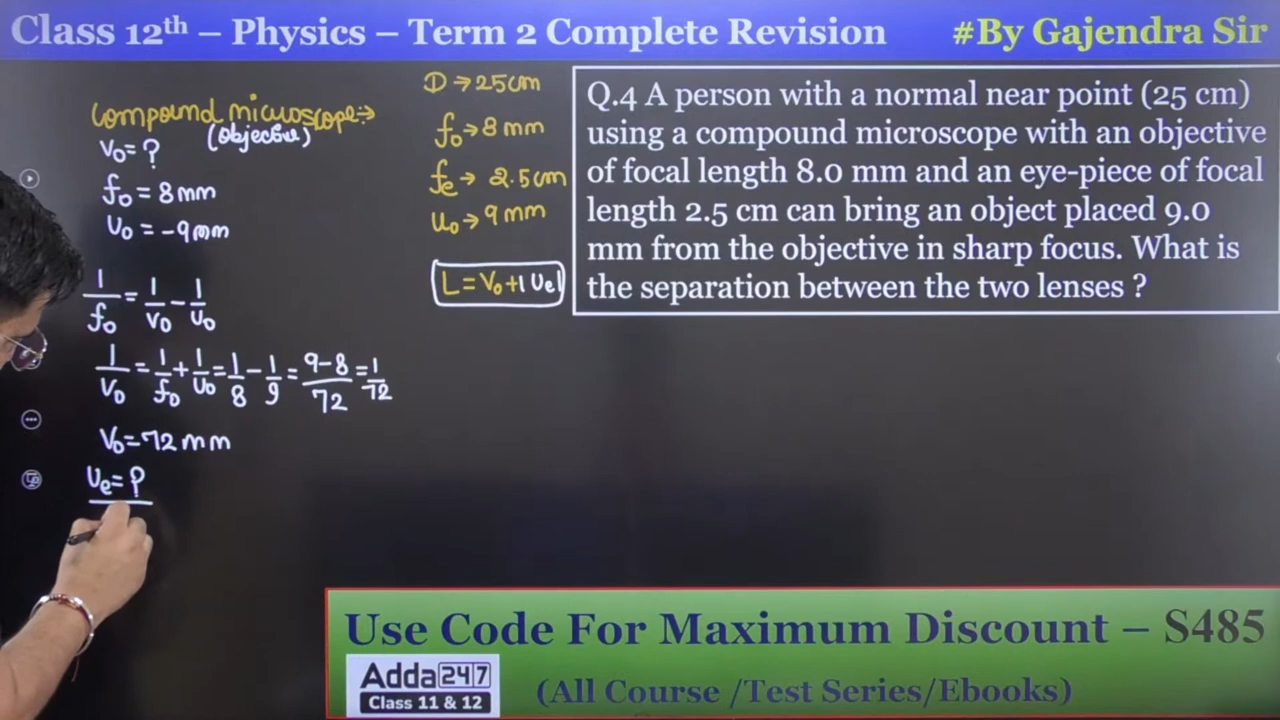 Class 12th – Physics – Term 2 Complete Revision #By Gajendra Sir
Compound microscope:→
(Objective)
V₀ = ?
f₀ = 8 mm
U₀ = -9 mm
1/f₀ = 1/V₀ - 1/U₀
1/V₀ = 1/f₀ + 1/U₀ = 1/8 - 1/9 = (9-8)/72 = 1/72
V₀ = 72 mm
Uₑ = ?
D → 25 cm
f₀ → 8 mm
fₑ → 2.5 cm
U₀ → 9 mm
L = V₀ + |Uₑ|
Q.4 A person with a normal near point (25 cm)
using a compound microscope with an objective
of focal length 8.0 mm and an eye-piece of focal
length 2.5 cm can bring an object placed 9.0
mm from the objective in sharp focus. What is
the separation between the two lenses ?
Use Code For Maximum Discount – S485
Adda247
Class 11 & 12
(All Course /Test Series/Ebooks)